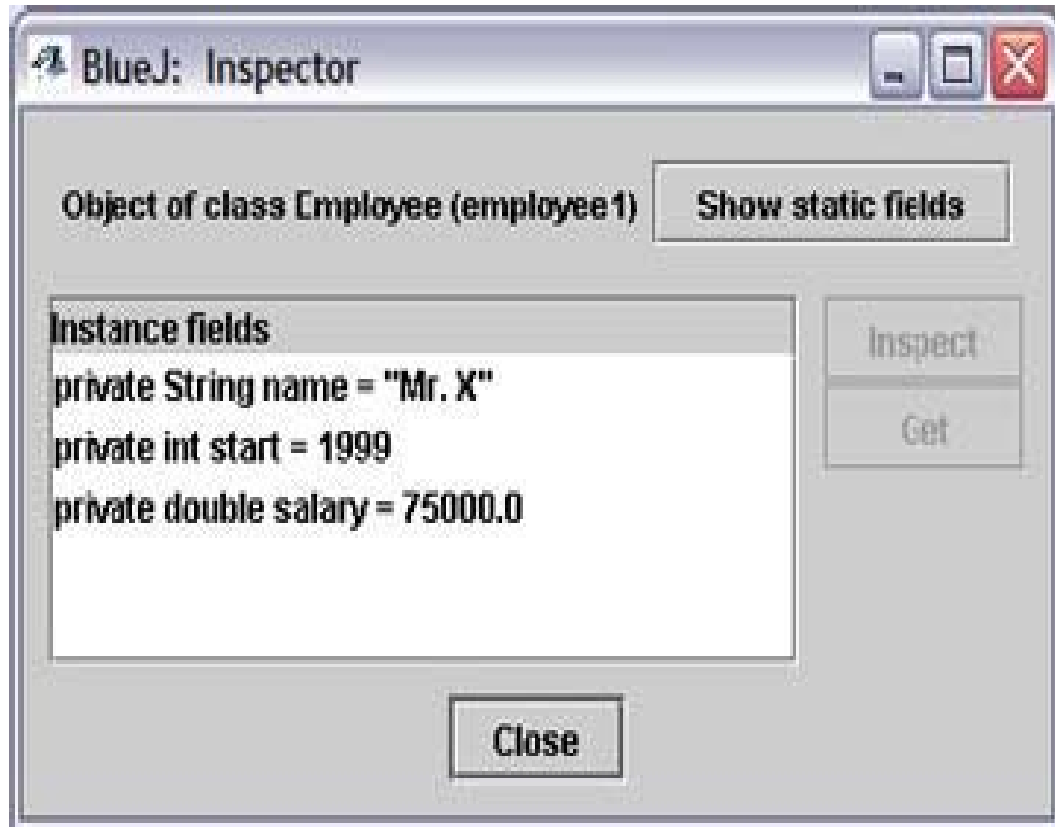 BlueJ: Inspector
Object of class Employee (employee1)
Show static fields
Instance fields
private String name = "Mr. X"
private int start = 1999
private double salary = 75000.0
Inspect
Get
Close